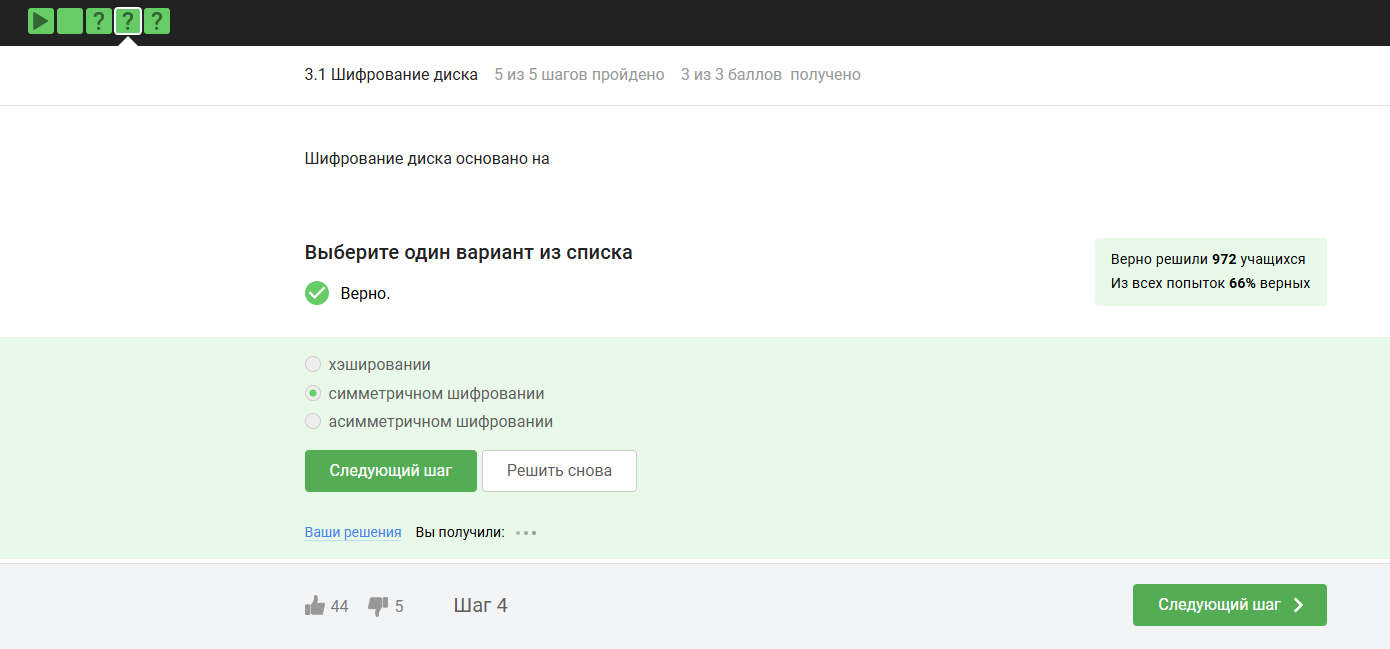 ? ? ?
3.1 Шифрование диска 5 из 5 шагов пройдено 3 из 3 баллов получено
Шифрование диска основано на
Выберите один вариант из списка
Верно решили 972 учащихся
Из всех попыток 66% верных
Верно.
хэшировании
симметричном шифровании
асимметричном шифровании
Следующий шаг Решить снова
Ваши решения Вы получили: •••
44 5 Шаг 4 Следующий шаг